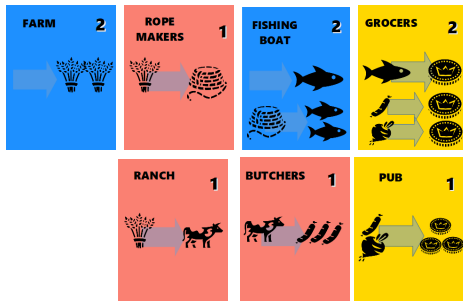 FARM 2
ROPE MAKERS 1
FISHING BOAT 2
GROCERS 2
RANCH 1
BUTCHERS 1
PUB 1